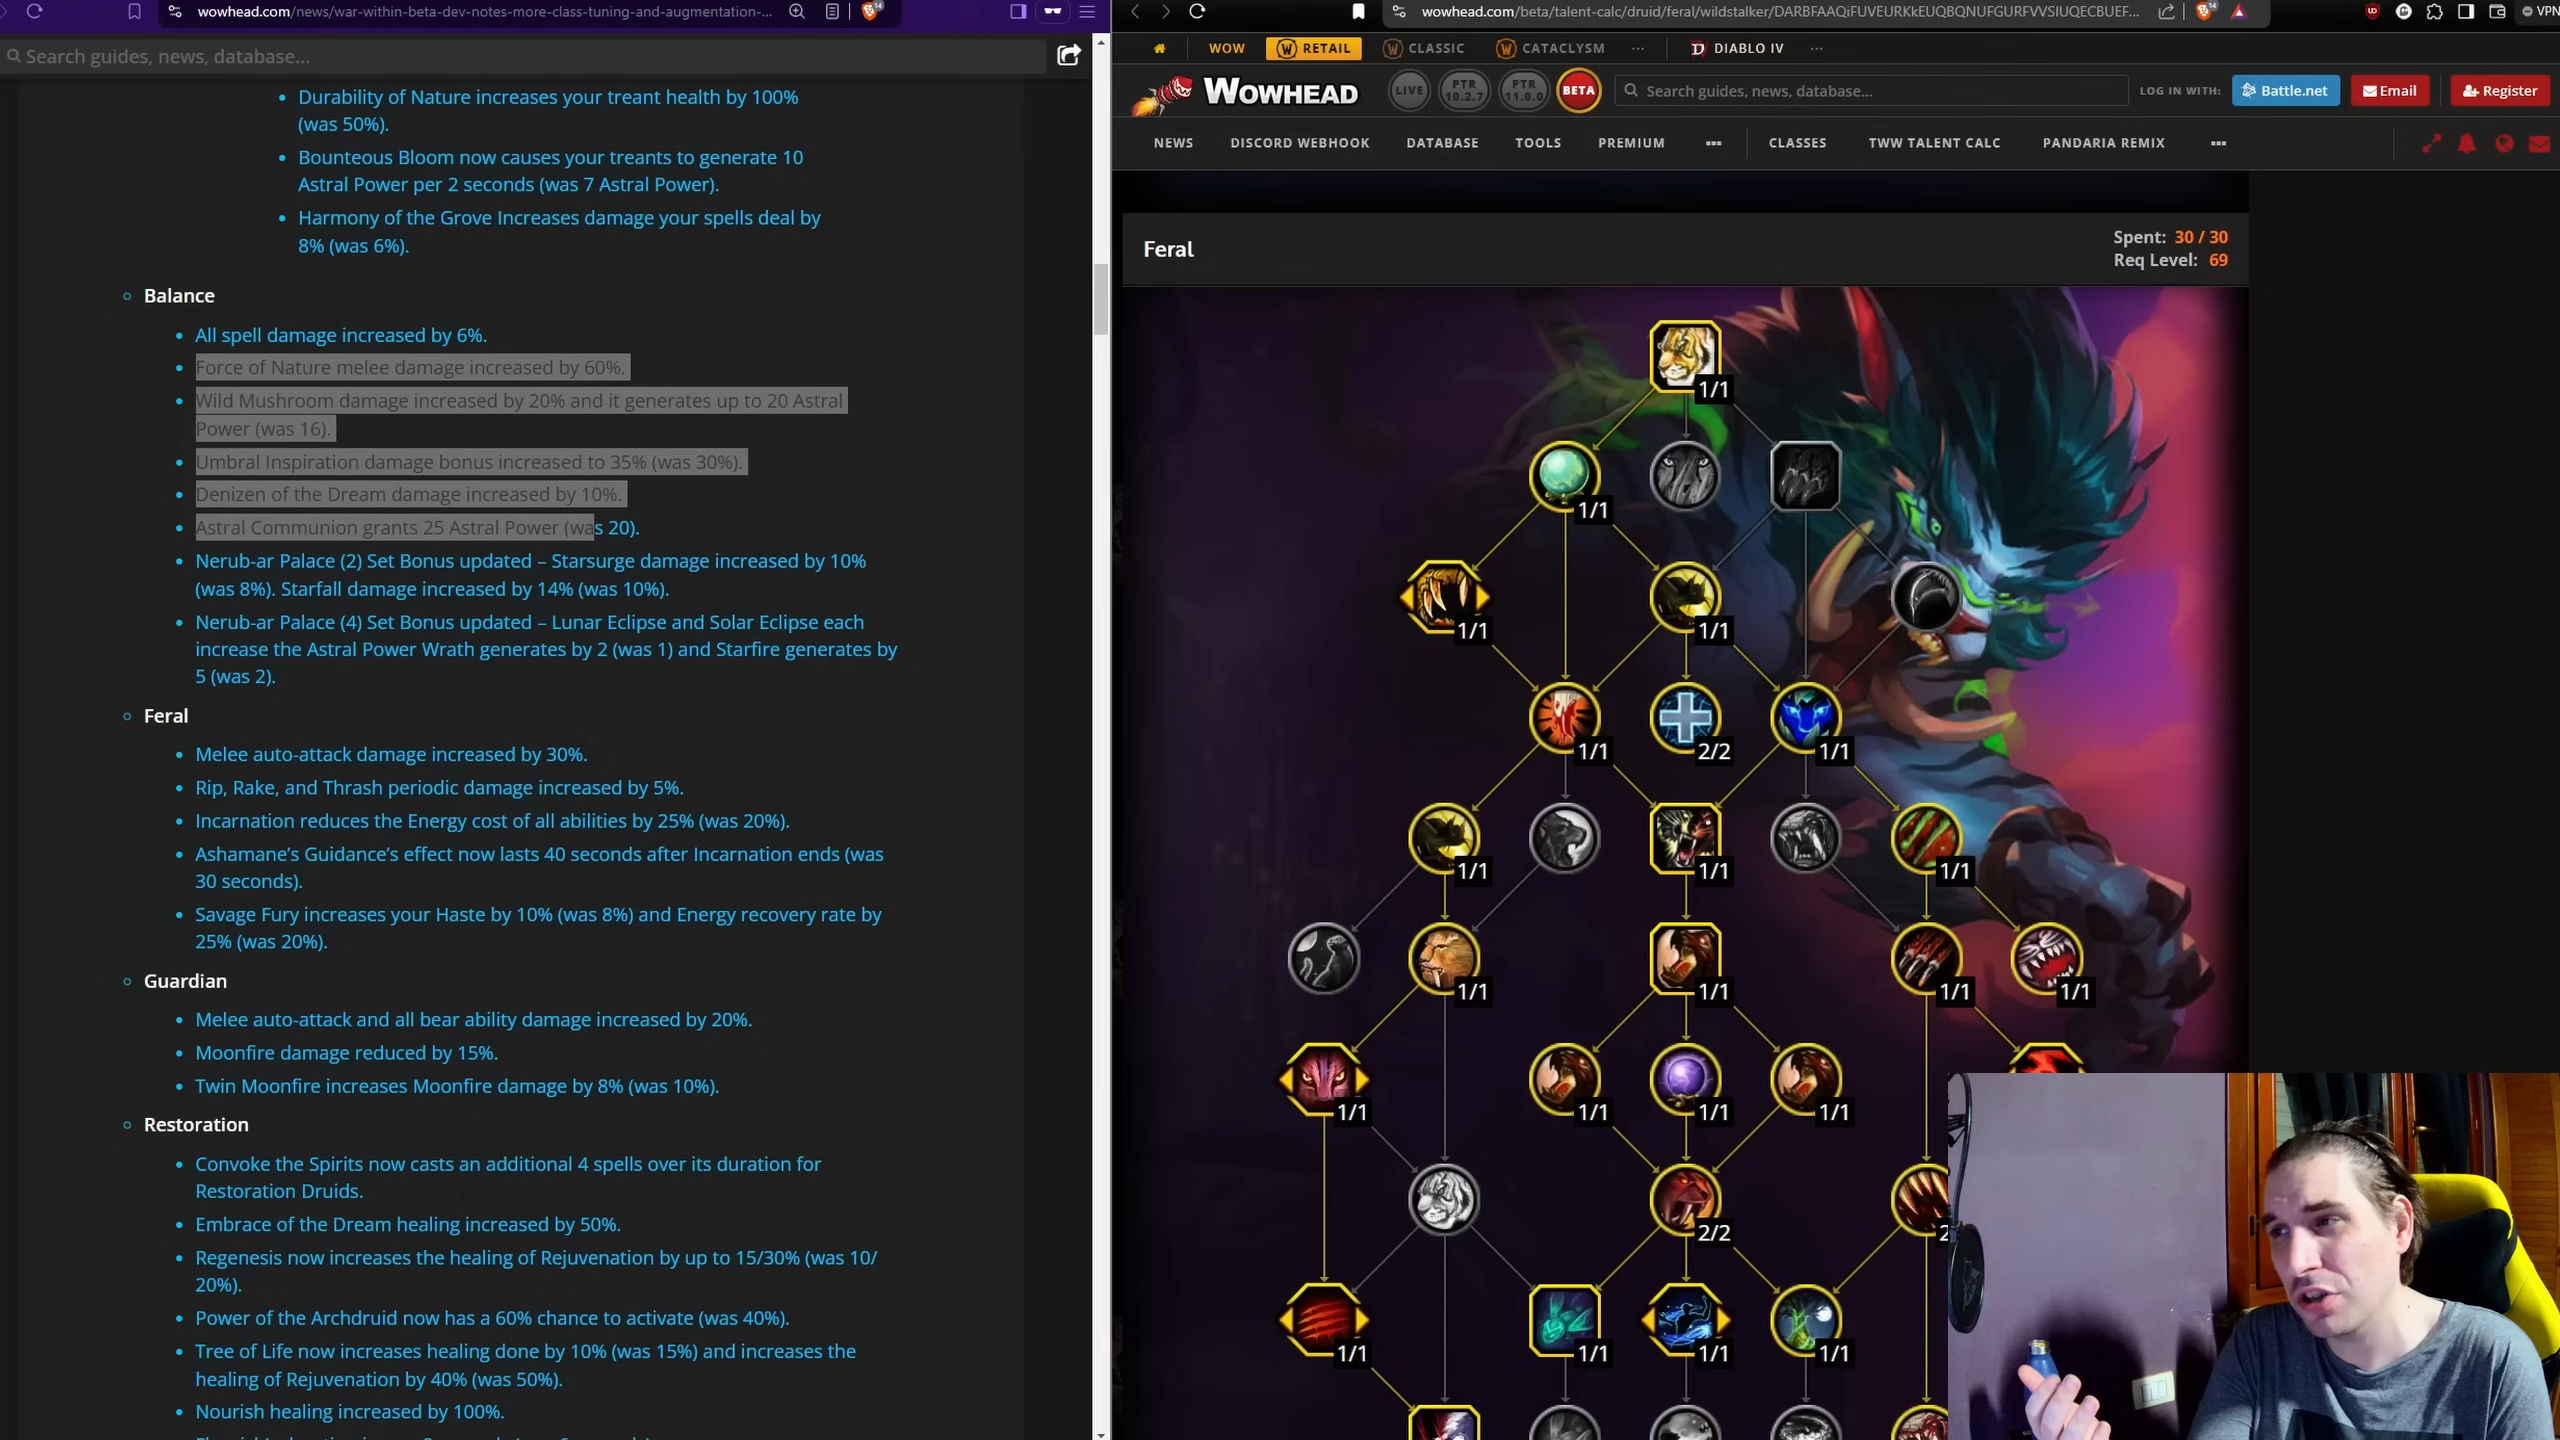 wowhead.com/news/war-within-beta-dev-notes-more-class-tuning-and-augmentation-...
14
Search guides, news, database...
Durability of Nature increases your treant health by 100%
(was 50%).
Bounteous Bloom now causes your treants to generate 10
Astral Power per 2 seconds (was 7 Astral Power).
Harmony of the Grove Increases damage your spells deal by
8% (was 6%).
Balance
All spell damage increased by 6%.
Force of Nature melee damage increased by 60%.
Wild Mushroom damage increased by 20% and it generates up to 20 Astral
Power (was 16).
Umbral Inspiration damage bonus increased to 35% (was 30%).
Denizen of the Dream damage increased by 10%.
Astral Communion grants 25 Astral Power (was 20).
Nerub-ar Palace (2) Set Bonus updated – Starsurge damage increased by 10%
(was 8%). Starfall damage increased by 14% (was 10%).
Nerub-ar Palace (4) Set Bonus updated – Lunar Eclipse and Solar Eclipse each
increase the Astral Power Wrath generates by 2 (was 1) and Starfire generates by
5 (was 2).
Feral
Melee auto-attack damage increased by 30%.
Rip, Rake, and Thrash periodic damage increased by 5%.
Incarnation reduces the Energy cost of all abilities by 25% (was 20%).
Ashamane's Guidance's effect now lasts 40 seconds after Incarnation ends (was
30 seconds).
Savage Fury increases your Haste by 10% (was 8%) and Energy recovery rate by
25% (was 20%).
Guardian
Melee auto-attack and all bear ability damage increased by 20%.
Moonfire damage reduced by 15%.
Twin Moonfire increases Moonfire damage by 8% (was 10%).
Restoration
Convoke the Spirits now casts an additional 4 spells over its duration for
Restoration Druids.
Embrace of the Dream healing increased by 50%.
Regenesis now increases the healing of Rejuvenation by up to 15/30% (was 10/
20%).
Power of the Archdruid now has a 60% chance to activate (was 40%).
Tree of Life now increases healing done by 10% (was 15%) and increases the
healing of Rejuvenation by 40% (was 50%).
Nourish healing increased by 100%.
wowhead.com/beta/talent-calc/druid/feral/wildstalker/DARBFAAQiFUVEURKkEUQBQNUFGURFVVSIUQECBUEF...
14
VPN
WOW
RETAIL
CLASSIC
CATACLYSM
DIABLO IV
WOWHEAD
LIVE
PTR 10.2.7
PTR 11.0.0
BETA
Search guides, news, database...
LOG IN WITH:
Battle.net
Email
Register
NEWS
DISCORD WEBHOOK
DATABASE
TOOLS
PREMIUM
CLASSES
TWW TALENT CALC
PANDARIA REMIX
Feral
Spent: 30 / 30
Req Level: 69
1/1
1/1
1/1 1/1
1/1 2/2 1/1
1/1 1/1 1/1
1/1 1/1 1/1 1/1
1/1 1/1 1/1 1/1
2/2 2
1/1 1/1 1/1 1/1